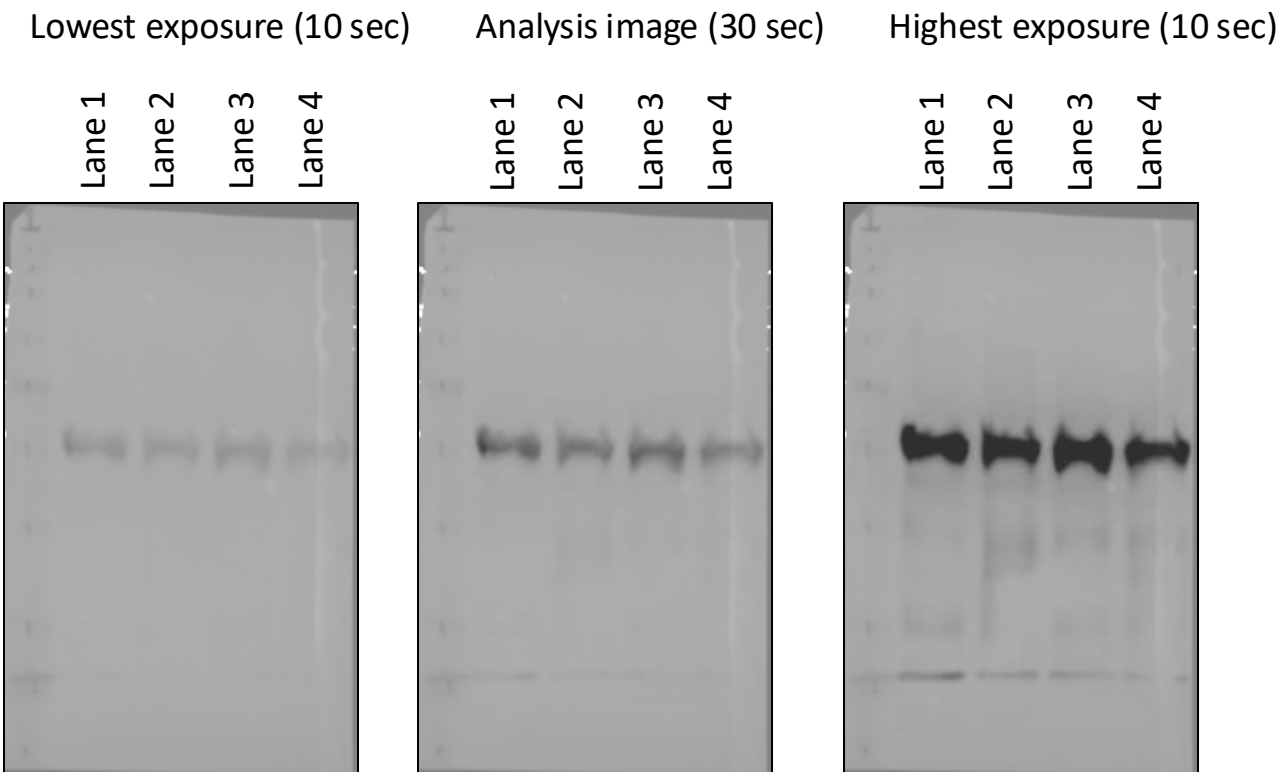 Lowest exposure (10 sec)
Analysis image (30 sec)
Highest exposure (10 sec)
Lane 1
Lane 2
Lane 3
Lane 4
Lane 1
Lane 2
Lane 3
Lane 4
Lane 1
Lane 2
Lane 3
Lane 4